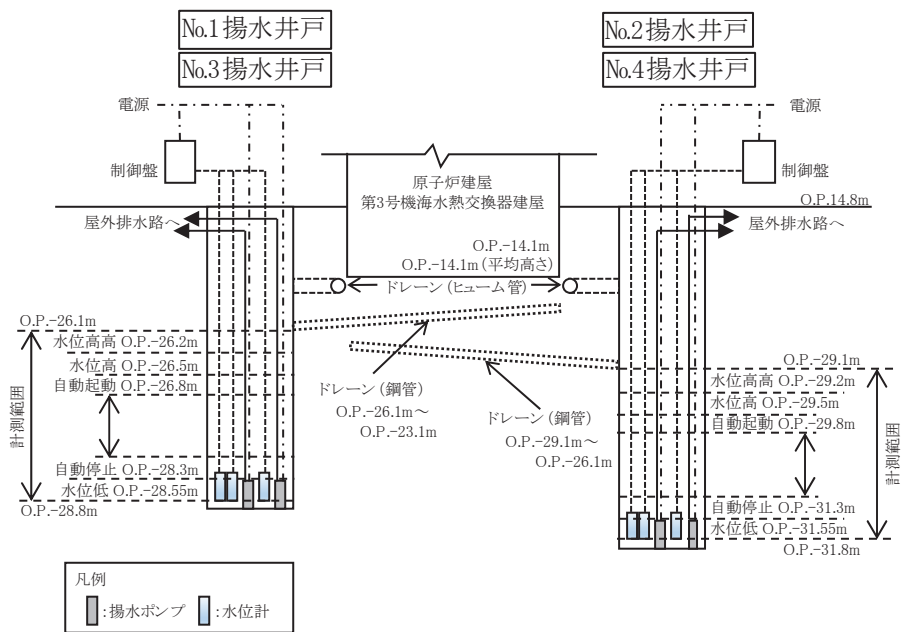 No.1揚水井戸
No.3揚水井戸
No.2揚水井戸
No.4揚水井戸
電源
電源
制御盤
制御盤
原子炉建屋
第3号機海水熱交換器建屋
O.P.14.8m
屋外排水路へ
屋外排水路へ
O.P.-14.1m
O.P.-14.1m(平均高さ)
ドレーン(ヒューム管)
O.P.-26.1m
水位高高 O.P.-26.2m
水位高 O.P.-26.5m
自動起動 O.P.-26.8m
計測範囲
自動停止 O.P.-28.3m
水位低 O.P.-28.55m
O.P.-28.8m
ドレーン(鋼管)
O.P.-26.1m～
O.P.-23.1m
ドレーン(鋼管)
O.P.-29.1m～
O.P.-26.1m
O.P.-29.1m
水位高高 O.P.-29.2m
水位高 O.P.-29.5m
自動起動 O.P.-29.8m
計測範囲
自動停止 O.P.-31.3m
水位低 O.P.-31.55m
O.P.-31.8m
凡例
:揚水ポンプ
:水位計